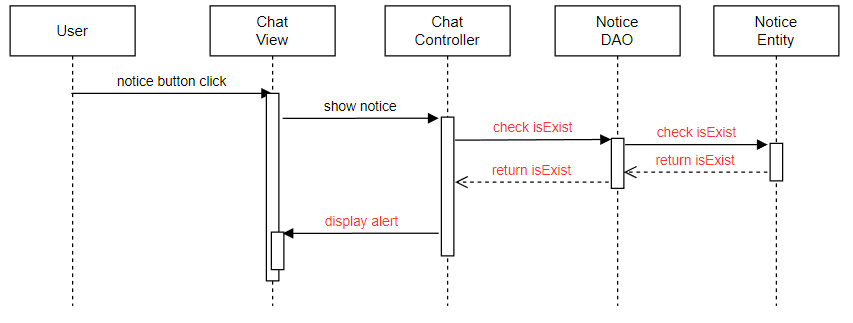 User
Chat
View
Chat
Controller
Notice
DAO
Notice
Entity
notice button click
show notice
check isExist
check isExist
return isExist
return isExist
display alert